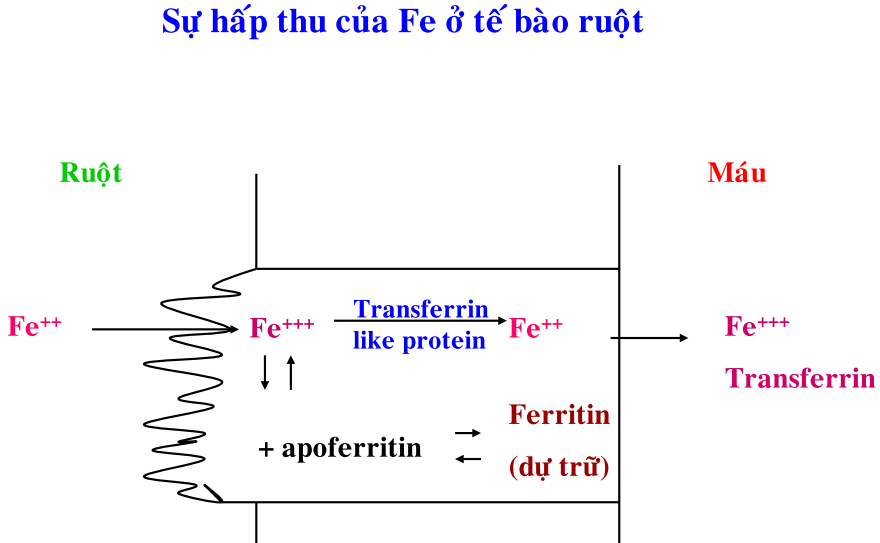 Sự hấp thu của Fe ở tế bào ruột
Ruột
Máu
Fe++
Fe+++
Transferrin
like protein
Fe++
Fe+++
Transferrin
+ apoferritin
Ferritin
(dự trữ)